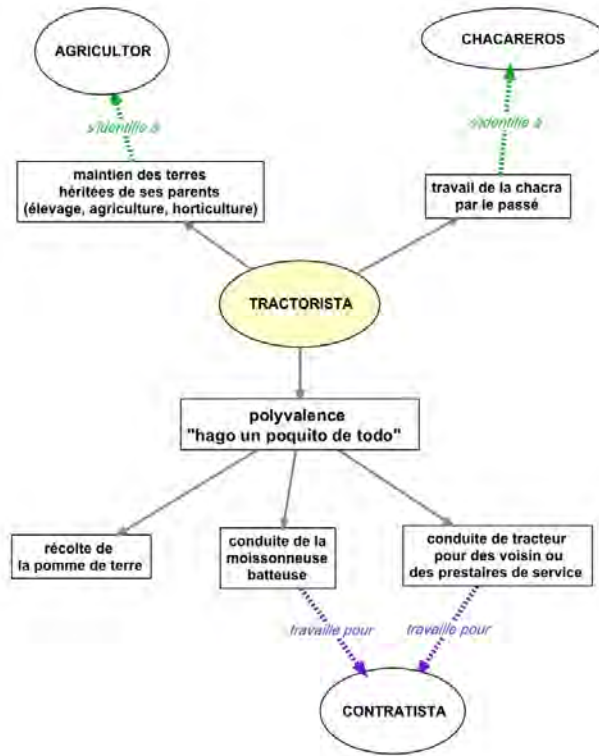 AGRICULTOR
CHACAREROS
s'identifie à
s'identifie à
maintien des terres
héritées de ses parents
(élevage, agriculture, horticulture)
travail de la chacra
par le passé
TRACTORISTA
polyvalence
"hago un poquito de todo"
récolte de
la pomme de terre
conduite de la
moissonneuse
batteuse
conduite de tracteur
pour des voisin ou
des prestaires de service
travaille pour
travaille pour
CONTRATISTA